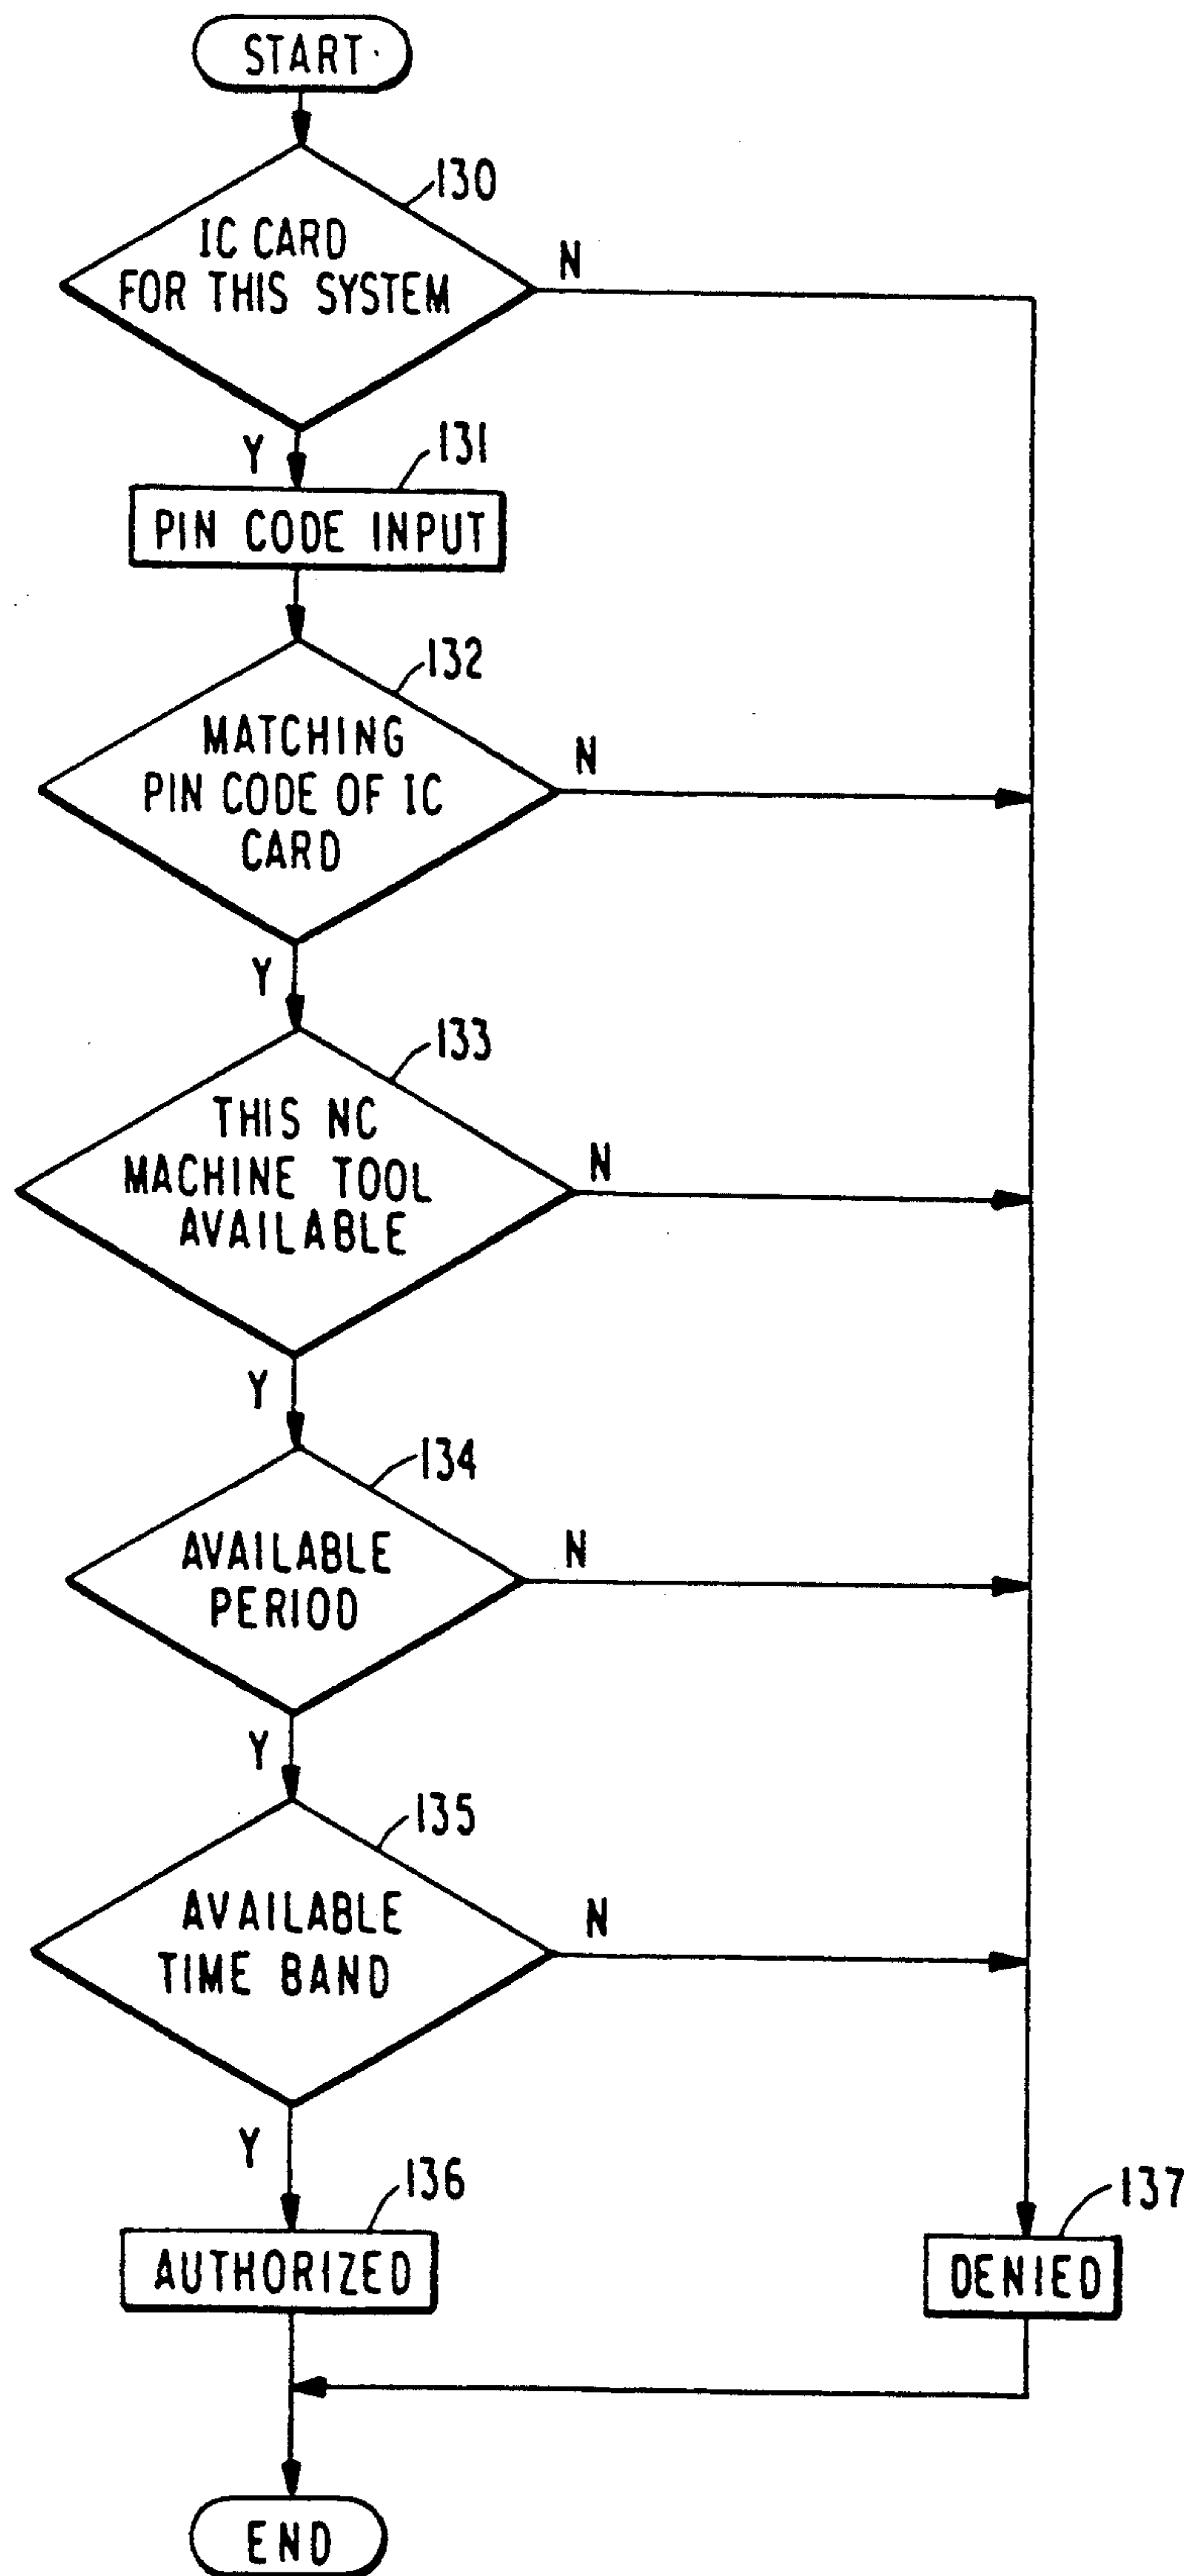 START
130
IC CARD
FOR THIS SYSTEM
N
Y
131
PIN CODE INPUT
132
MATCHING
PIN CODE OF IC
CARD
N
Y
133
THIS NC
MACHINE TOOL
AVAILABLE
N
Y
134
AVAILABLE
PERIOD
N
Y
135
AVAILABLE
TIME BAND
N
Y
136
AUTHORIZED
137
DENIED
END